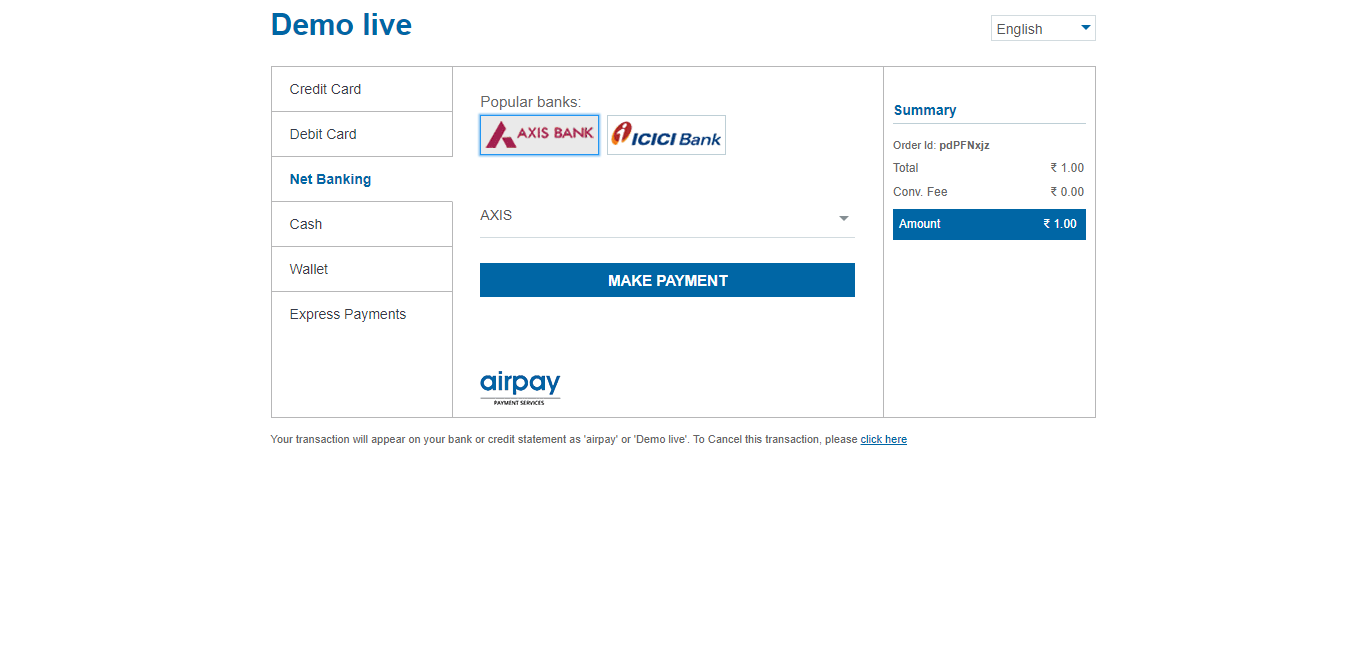 Demo live
English
Credit Card
Debit Card
Net Banking
Cash
Wallet
Express Payments
Popular banks:
AXIS BANK
ICICI Bank
AXIS
MAKE PAYMENT
airpay
PAYMENT SERVICES
Summary
Order Id: pdPFNxjz
Total ₹ 1.00
Conv. Fee ₹ 0.00
Amount ₹ 1.00
Your transaction will appear on your bank or credit statement as 'airpay' or 'Demo live'. To Cancel this transaction, please click here